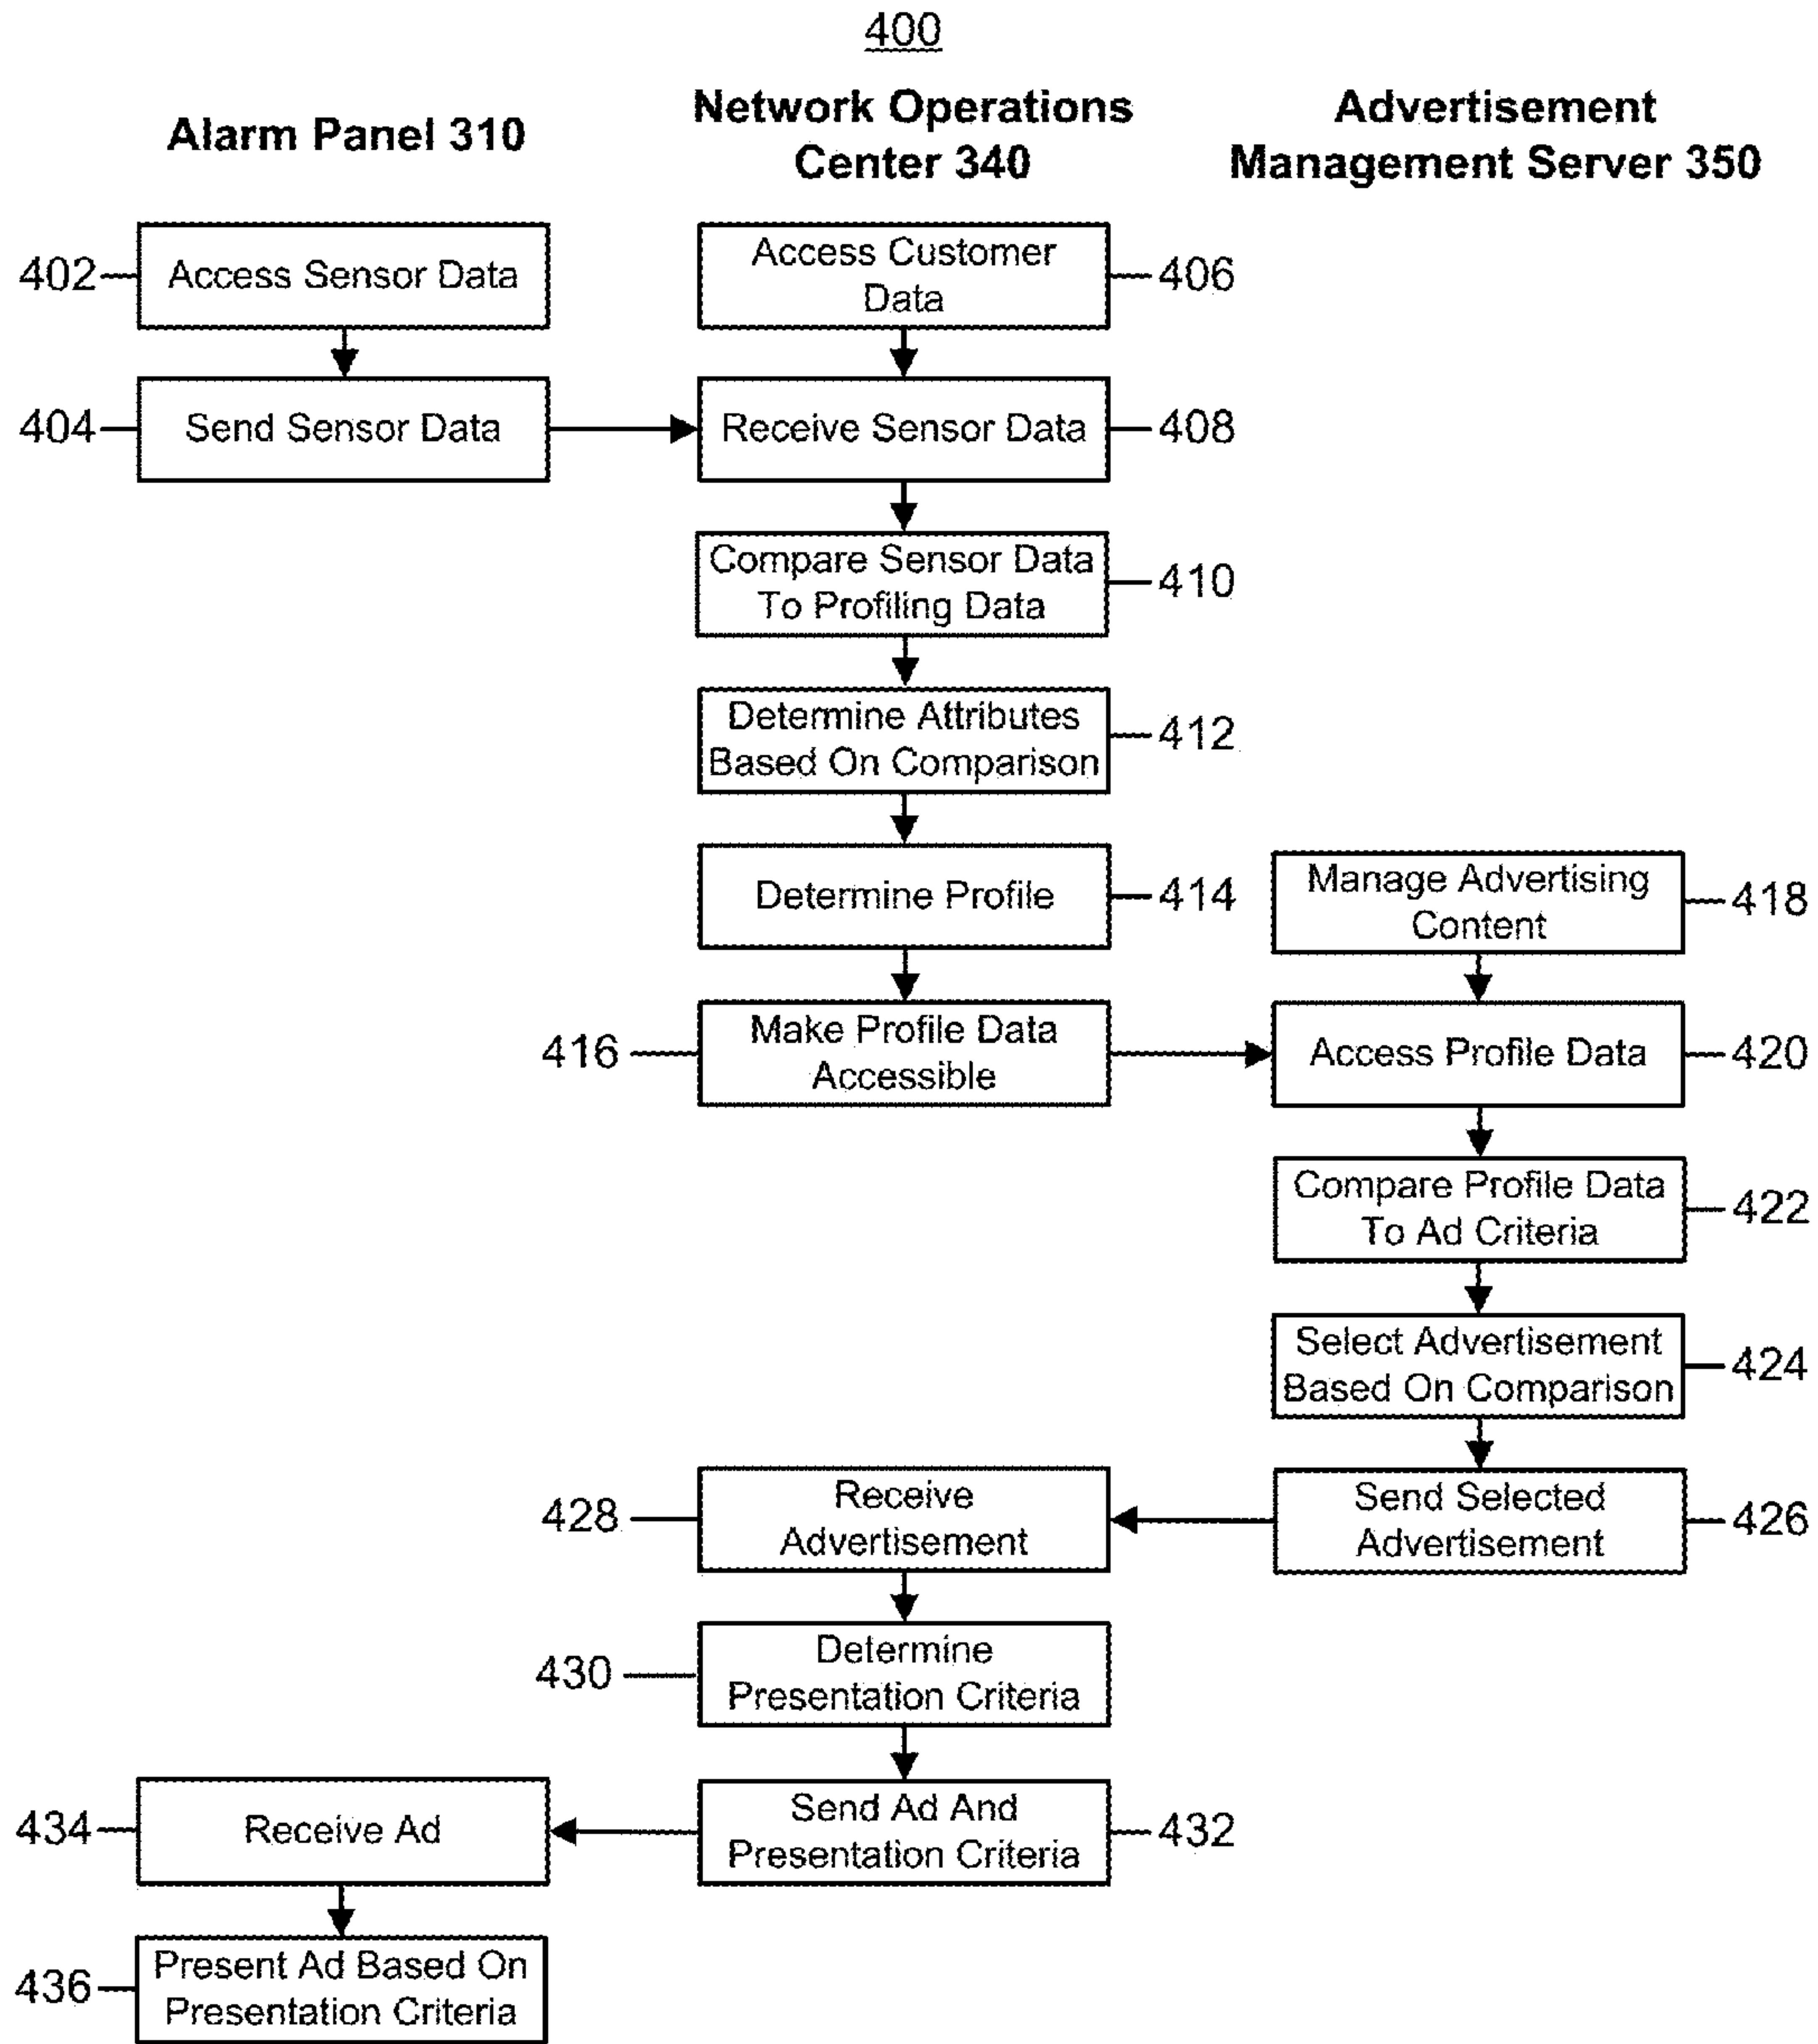 400
Alarm Panel 310
Network Operations
Center 340
Advertisement
Management Server 350
402
Access Sensor Data
Access Customer
Data
406
404
Send Sensor Data
Receive Sensor Data
408
Compare Sensor Data
To Profiling Data
410
Determine Attributes
Based On Comparison
412
Determine Profile
414
Manage Advertising
Content
418
416
Make Profile Data
Accessible
Access Profile Data
420
Compare Profile Data
To Ad Criteria
422
Select Advertisement
Based On Comparison
424
428
Receive
Advertisement
Send Selected
Advertisement
426
430
Determine
Presentation Criteria
434
Receive Ad
Send Ad And
Presentation Criteria
432
436
Present Ad Based On
Presentation Criteria